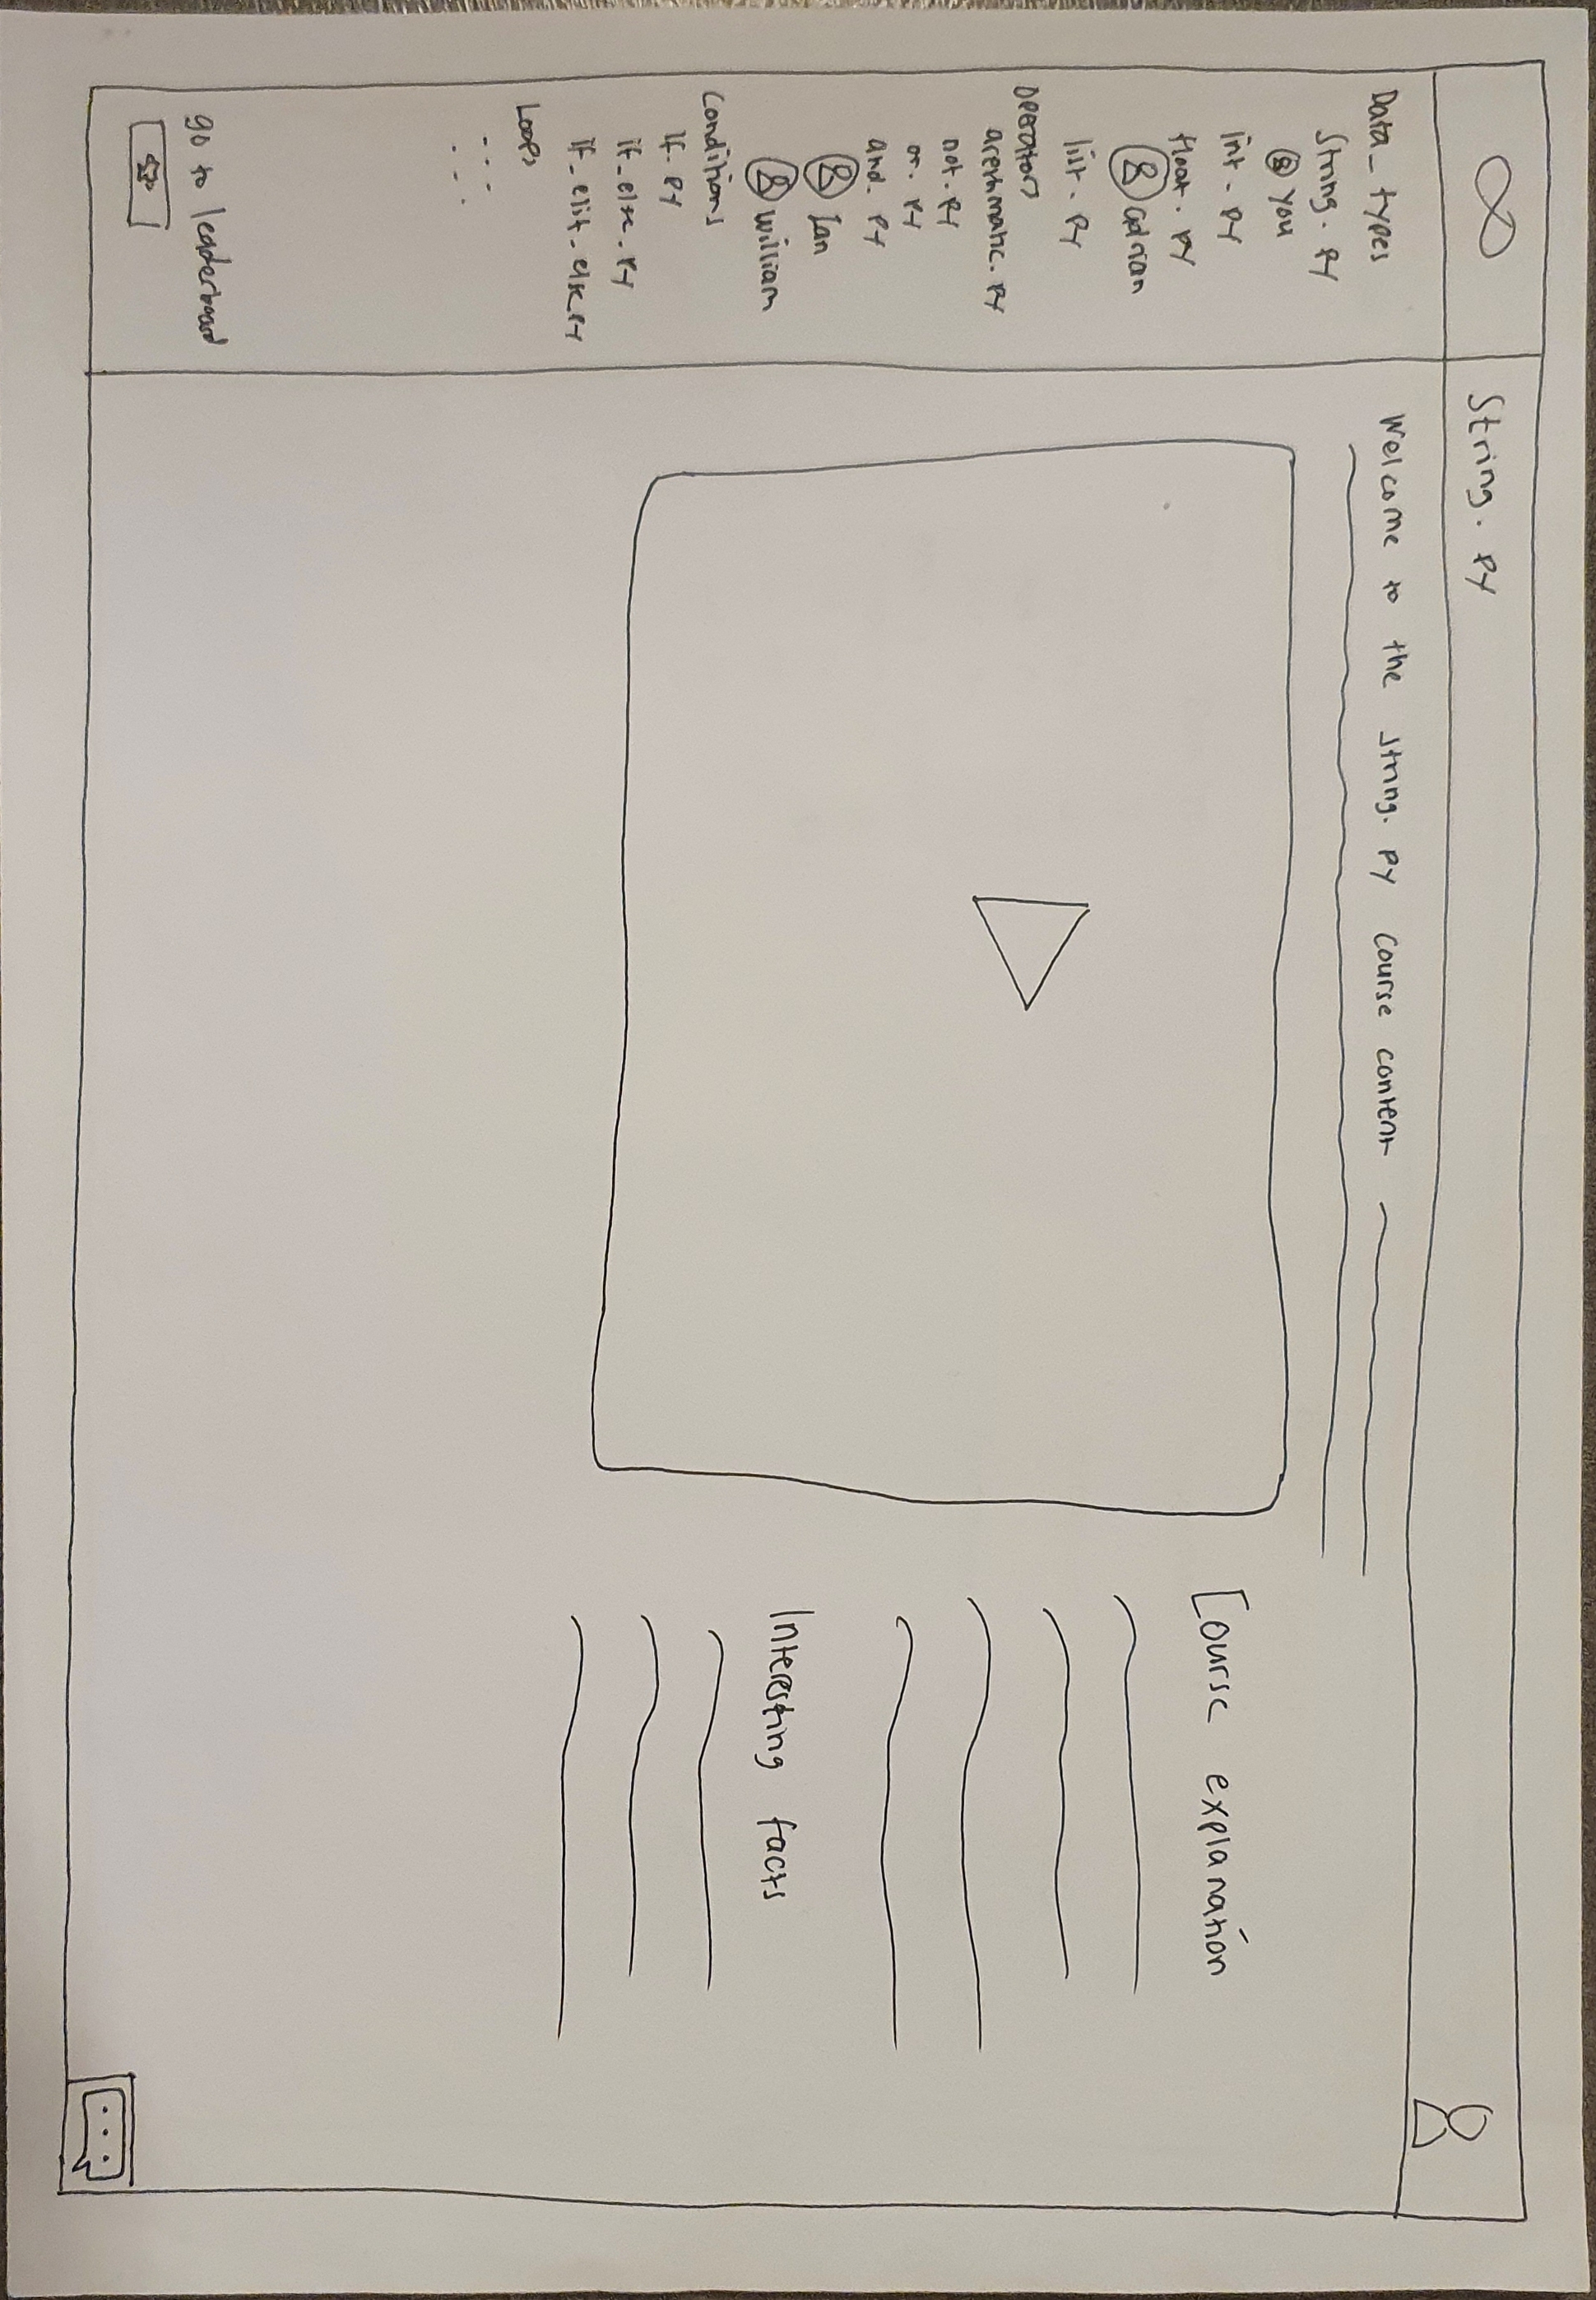 String. PY
Data_types
String. PY
you
int. PY
float. PY
adrian
list. PY
operators
arethmatic. PY
not. PY
or. PY
and. PY
Ian
william
Conditions
If. PY
if_else. PY
if_elif_else PY
Loops
go to leaderboard
Welcome to the string. PY course content
Course explanatión
Interesting facts